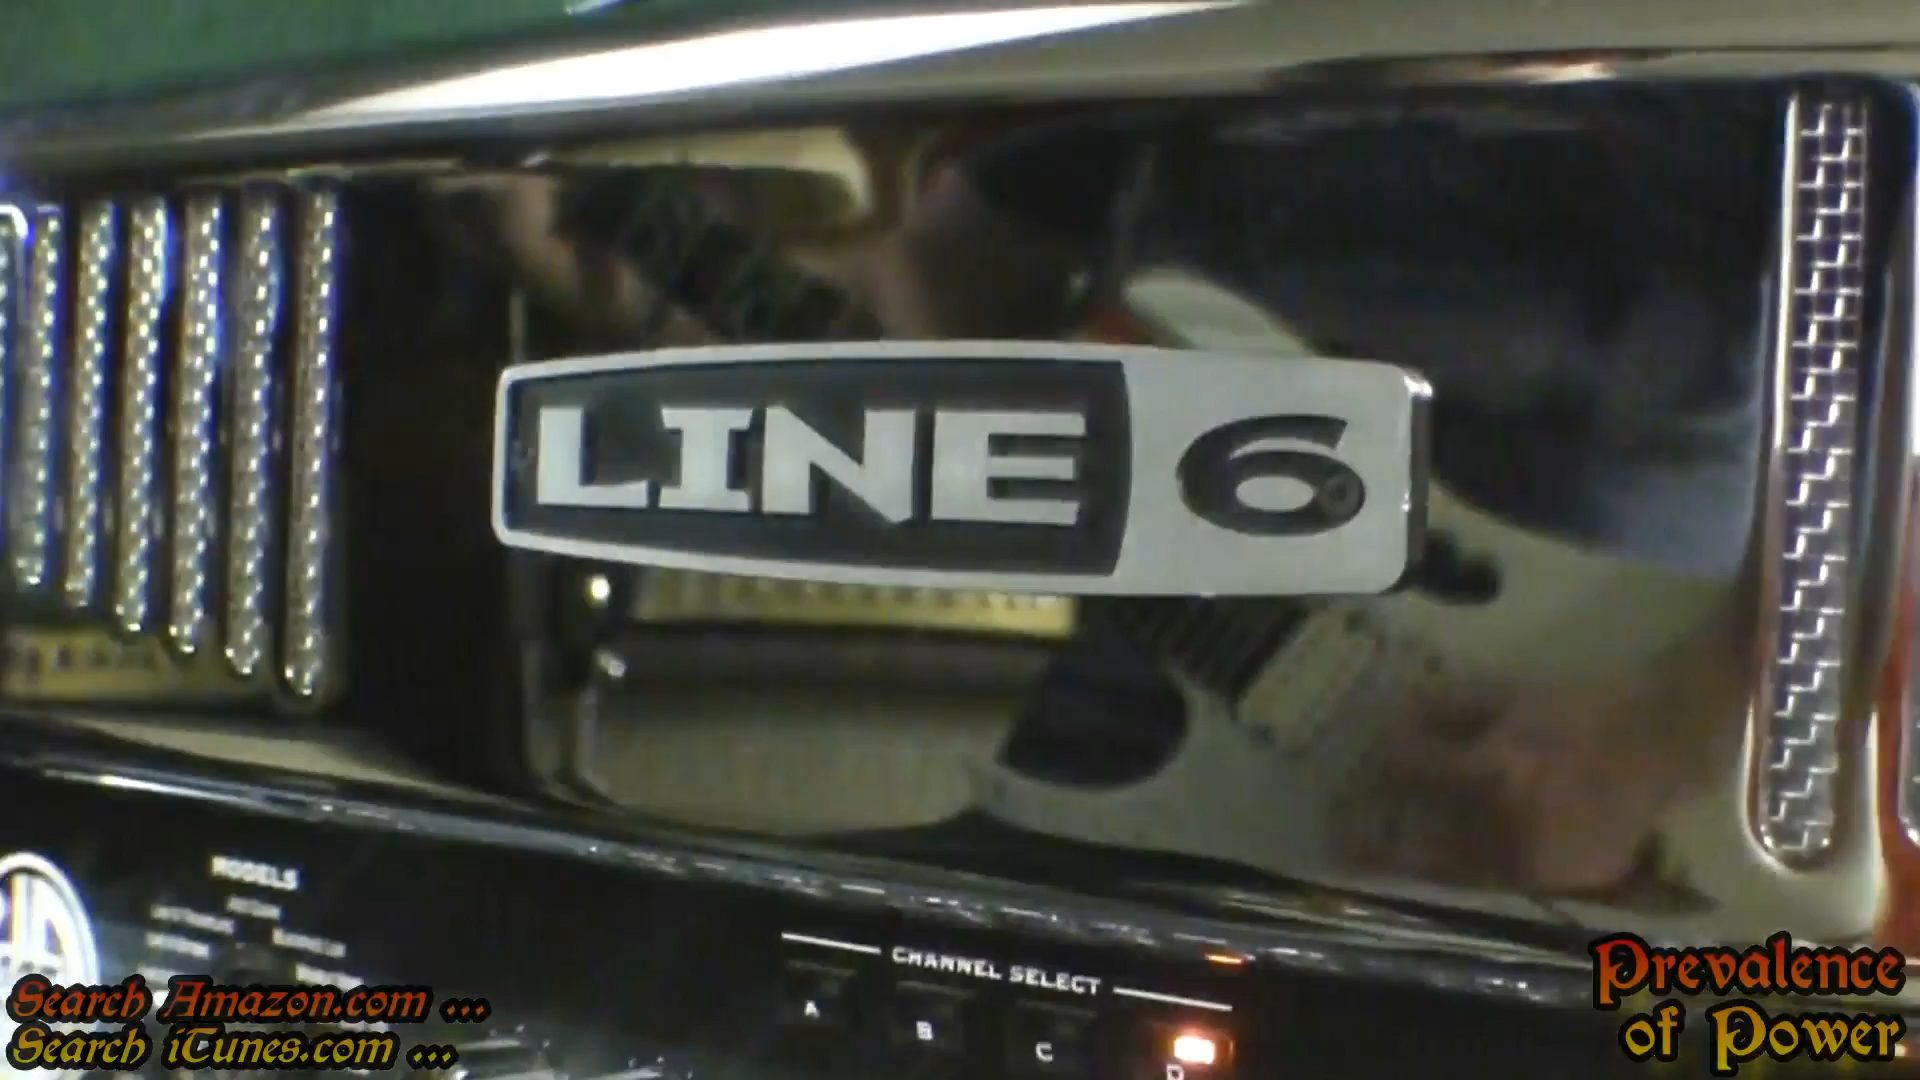 LINE 6
MODELS
CHANNEL SELECT
A B C D
Search Amazon.com ...
Search iTunes.com ...
Prevalence
of Power